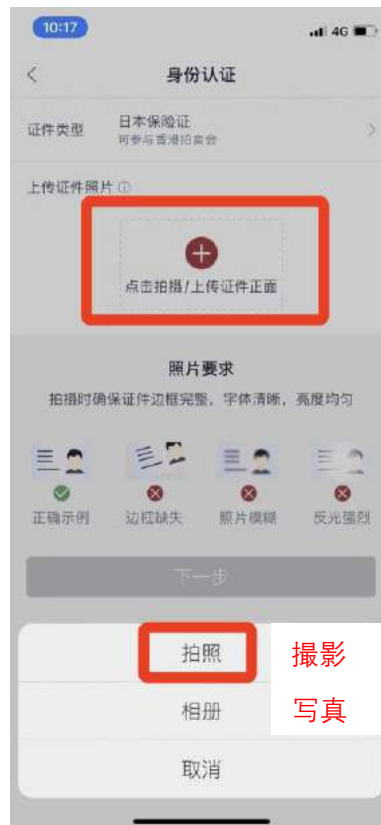 10:17
4G
身份认证
证件类型 日本保险证
可参与香港拍卖会
上传证件照片
点击拍摄/上传证件正面
照片要求
拍摄时确保证件边框完整，字体清晰，亮度均匀
正确示例 边框缺失 照片模糊 反光强烈
下一步
拍照 撮影
相册 写真
取消